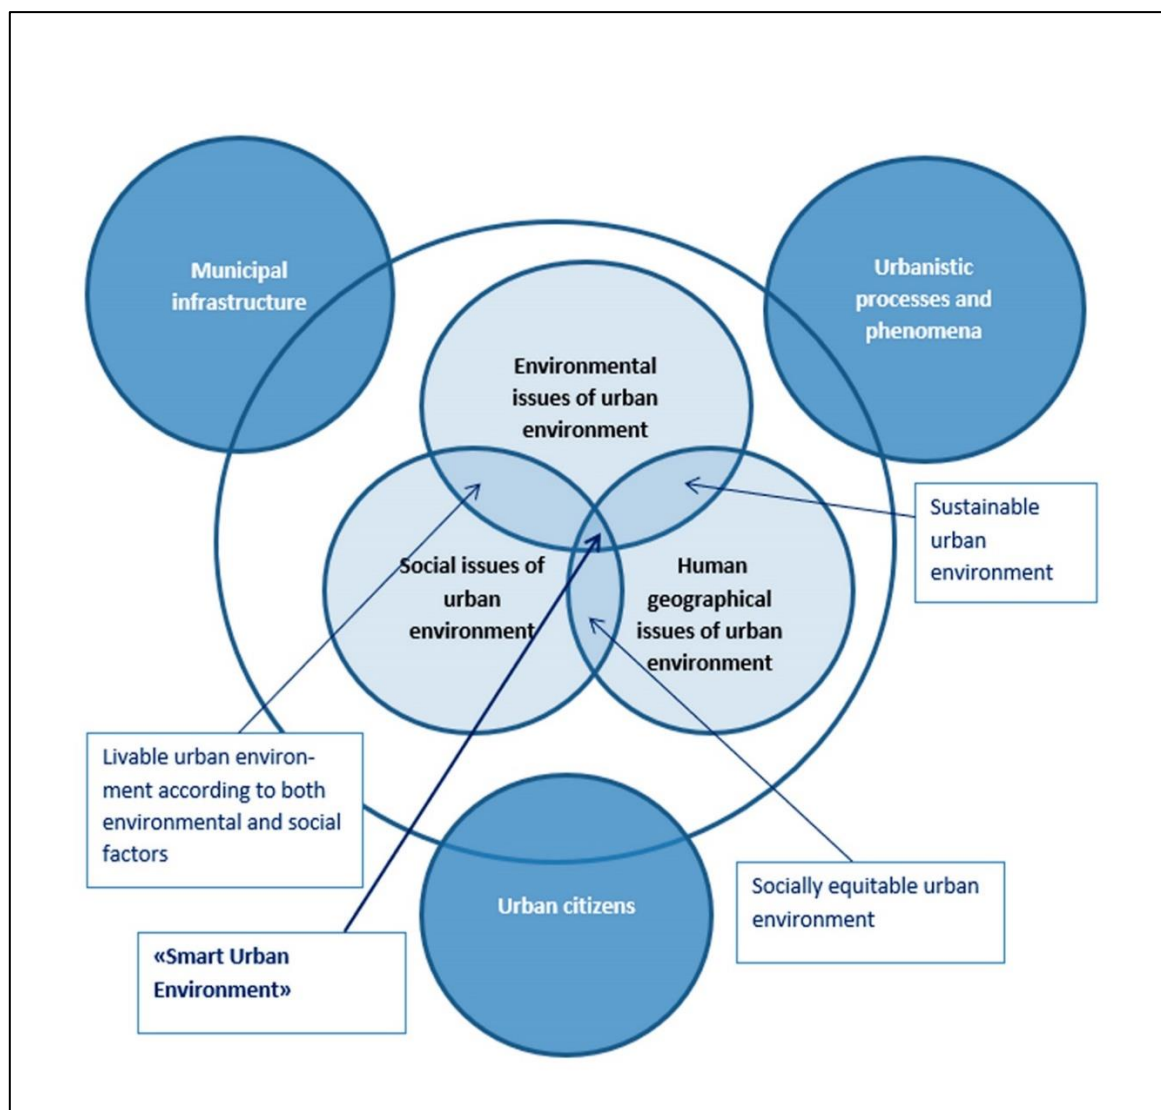 Municipal
infrastructure
Urbanistic
processes and
phenomena
Environmental
issues of urban
environment
Sustainable
urban
environment
Social issues of
urban
environment
Human
geographical
issues of urban
environment
Livable urban environ-
ment according to both
environmental and social
factors
Socially equitable urban
environment
Urban citizens
«Smart Urban
Environment»